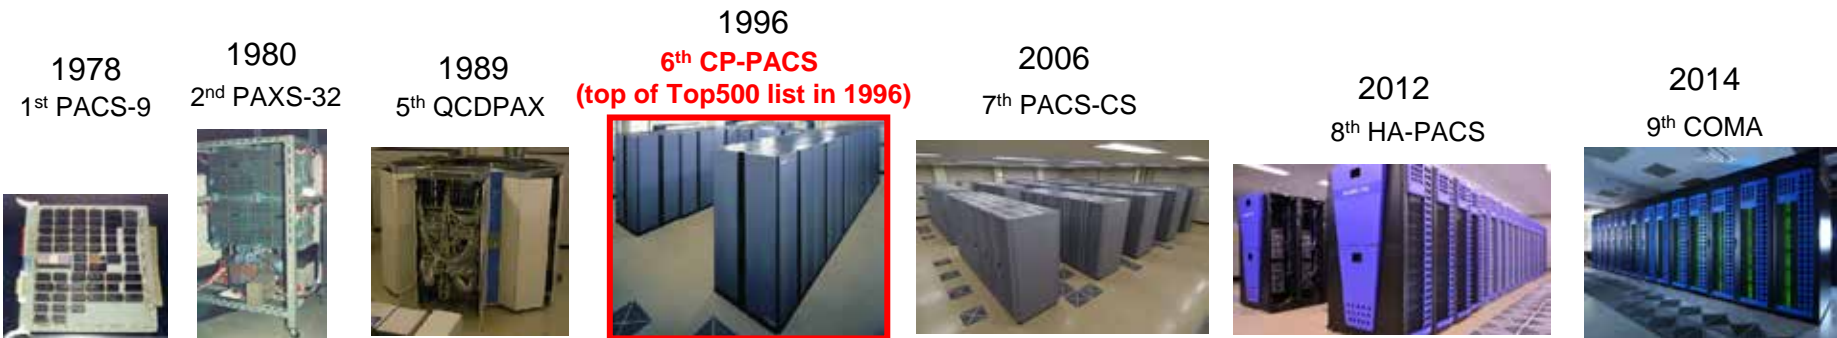 1978
1st PACS-9
1980
2nd PAXS-32
1989
5th QCDPAX
1996
6th CP-PACS
(top of Top500 list in 1996)
2006
7th PACS-CS
2012
8th HA-PACS
2014
9th COMA